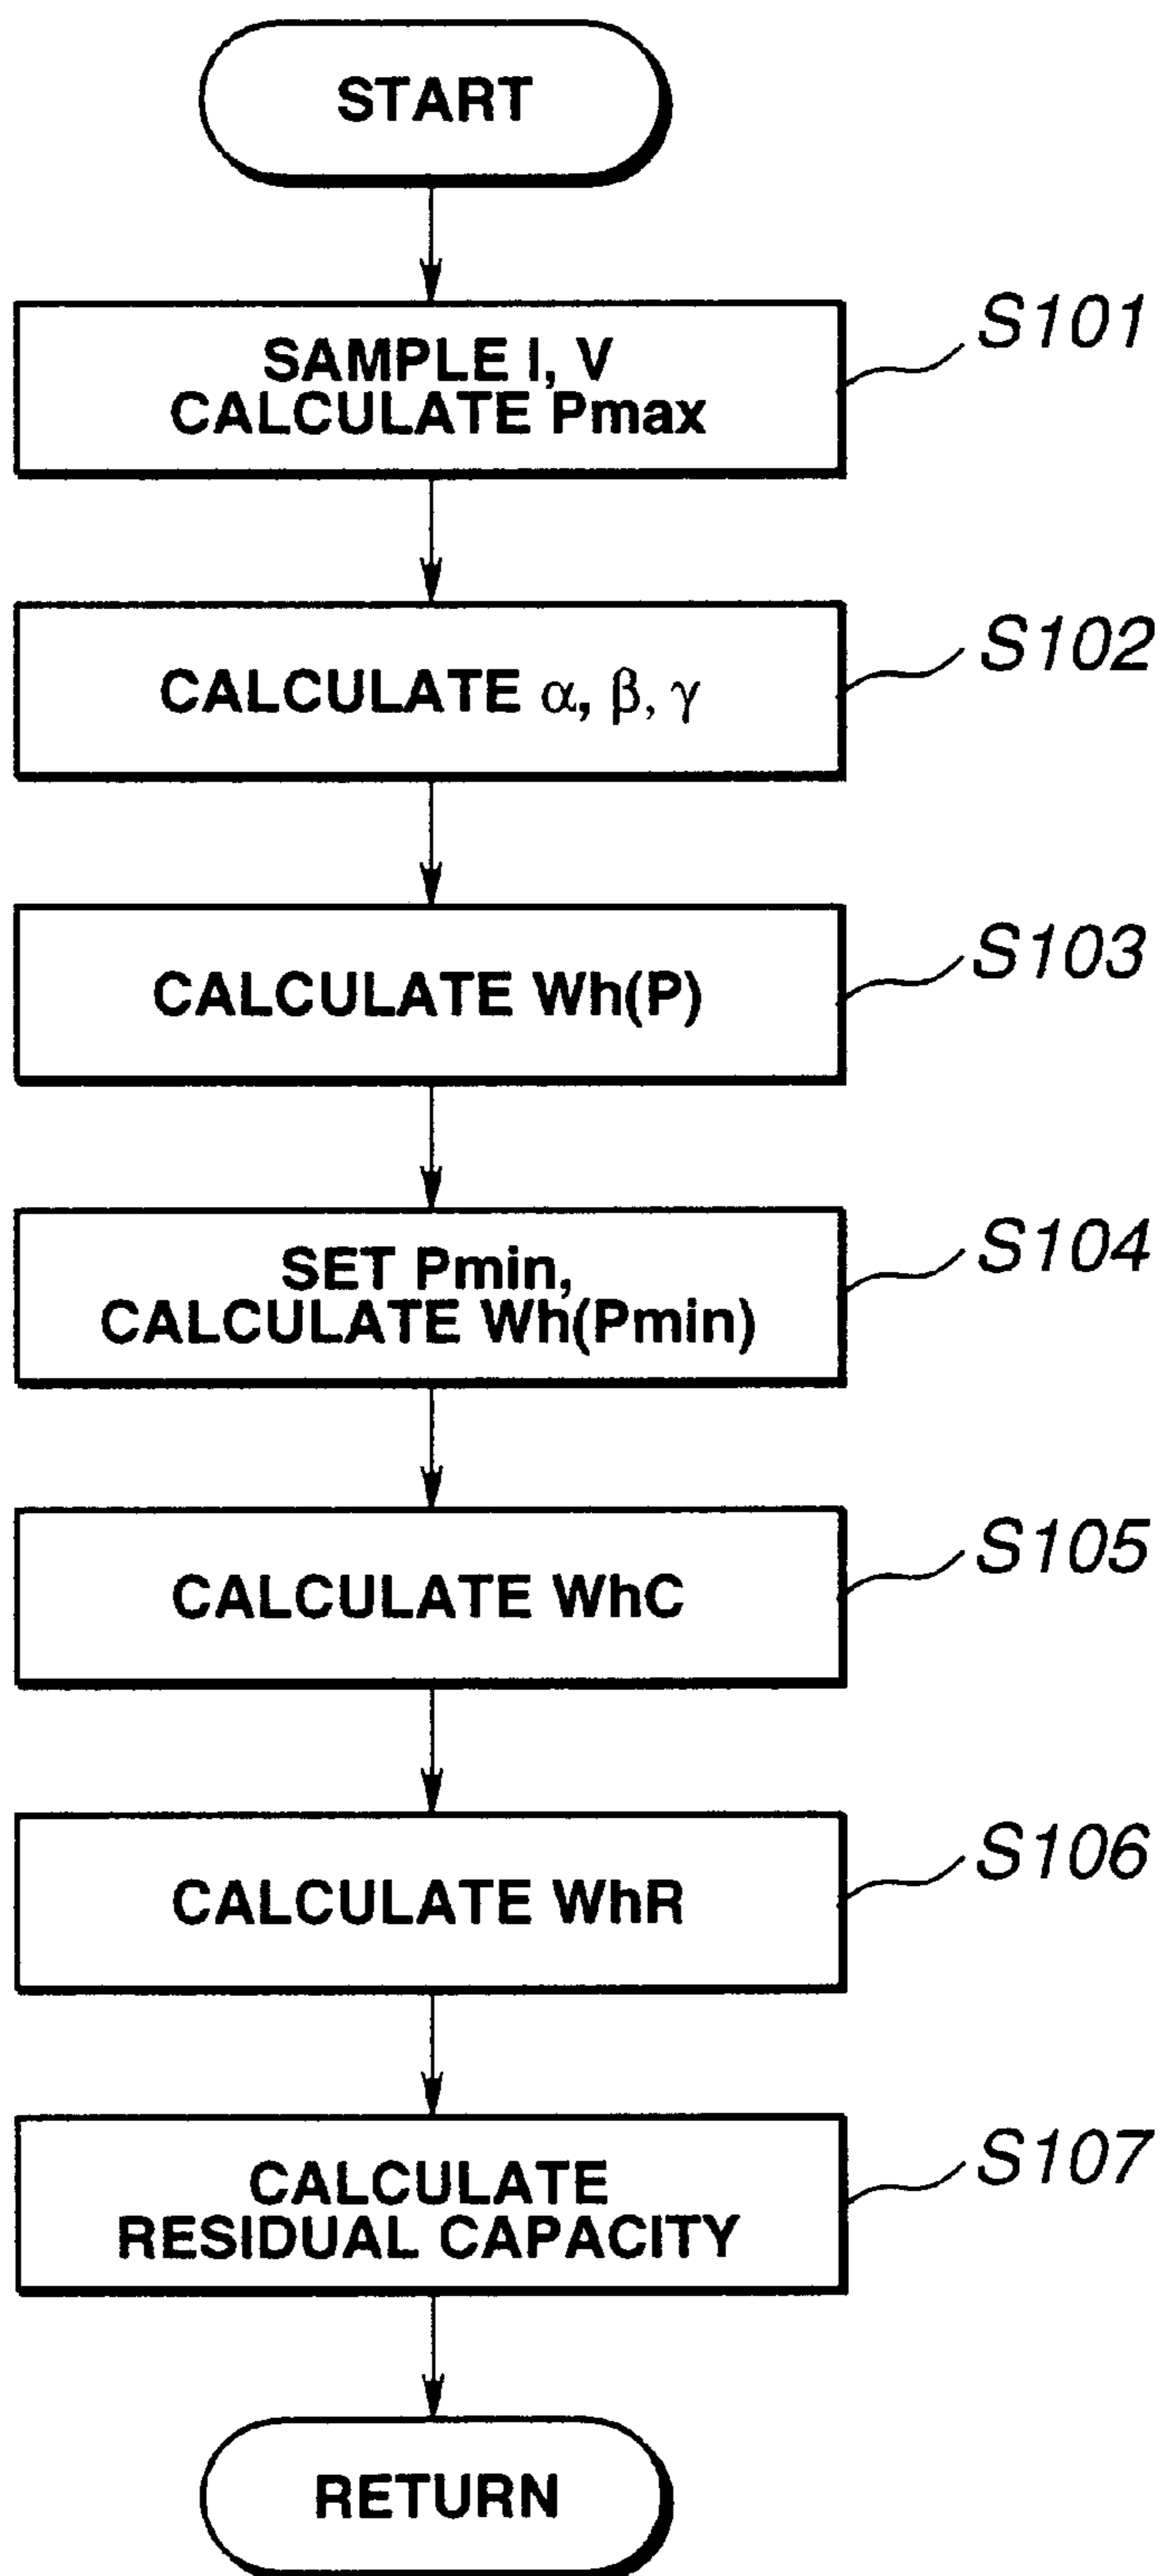 START
SAMPLE I, V
CALCULATE Pmax
S101
CALCULATE α, β, γ
S102
CALCULATE Wh(P)
S103
SET Pmin,
CALCULATE Wh(Pmin)
S104
CALCULATE WhC
S105
CALCULATE WhR
S106
CALCULATE
RESIDUAL CAPACITY
S107
RETURN